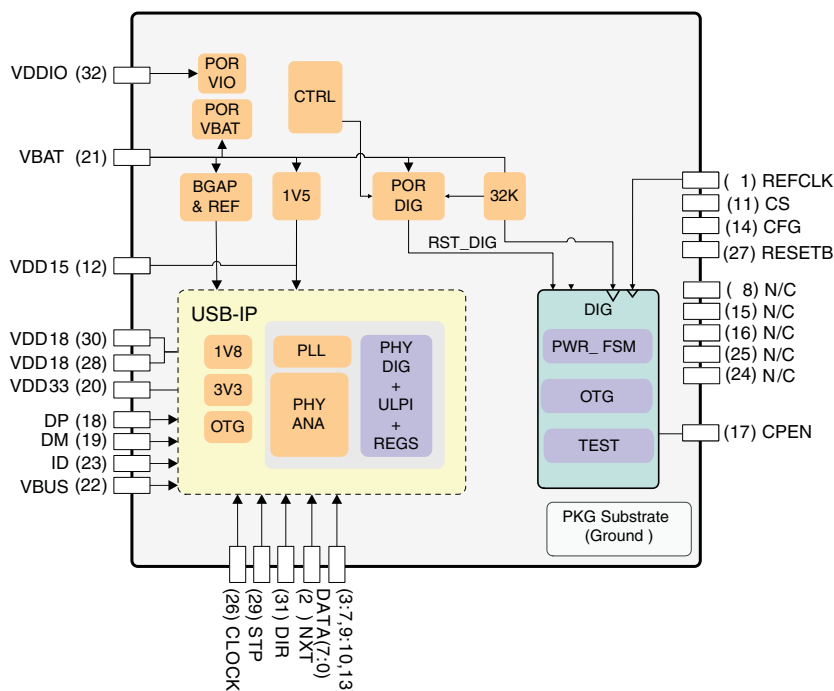 VDDIO (32)
VBAT (21)
VDD15 (12)
VDD18 (30)
VDD18 (28)
VDD33 (20)
DP (18)
DM (19)
ID (23)
VBUS (22)
POR
VIO
POR
VBAT
CTRL
BGAP
& REF
1V5
POR
DIG
32K
RST_DIG
USB-IP
1V8
3V3
OTG
PLL
PHY
ANA
PHY
DIG
+
ULPI
+
REGS
DIG
PWR_ FSM
OTG
TEST
PKG Substrate
(Ground )
( 1) REFCLK
(11) CS
(14) CFG
(27) RESETB
( 8) N/C
(15) N/C
(16) N/C
(25) N/C
(24) N/C
(17) CPEN
(26) CLOCK
(29) STP
(31) DIR
(2 ) NXT
DATA(7:0)
(3:7,9:10,13